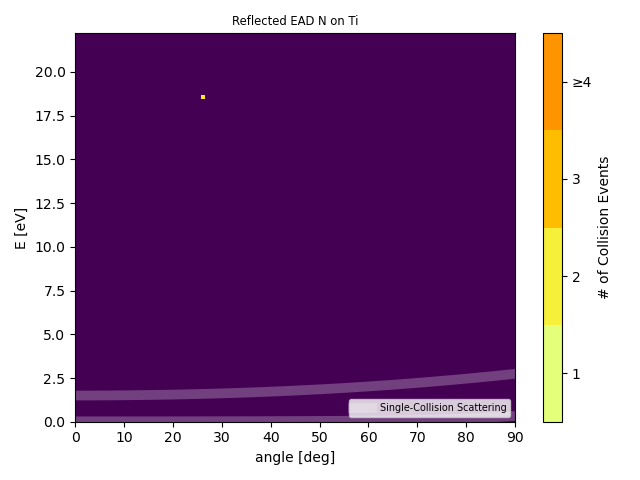 Reflected EAD N on Ti
20.0
17.5
15.0
12.5
10.0
7.5
5.0
2.5
0.0
E [eV]
0 10 20 30 40 50 60 70 80 90
angle [deg]
Single-Collision Scattering
≥4
3
2
1
# of Collision Events